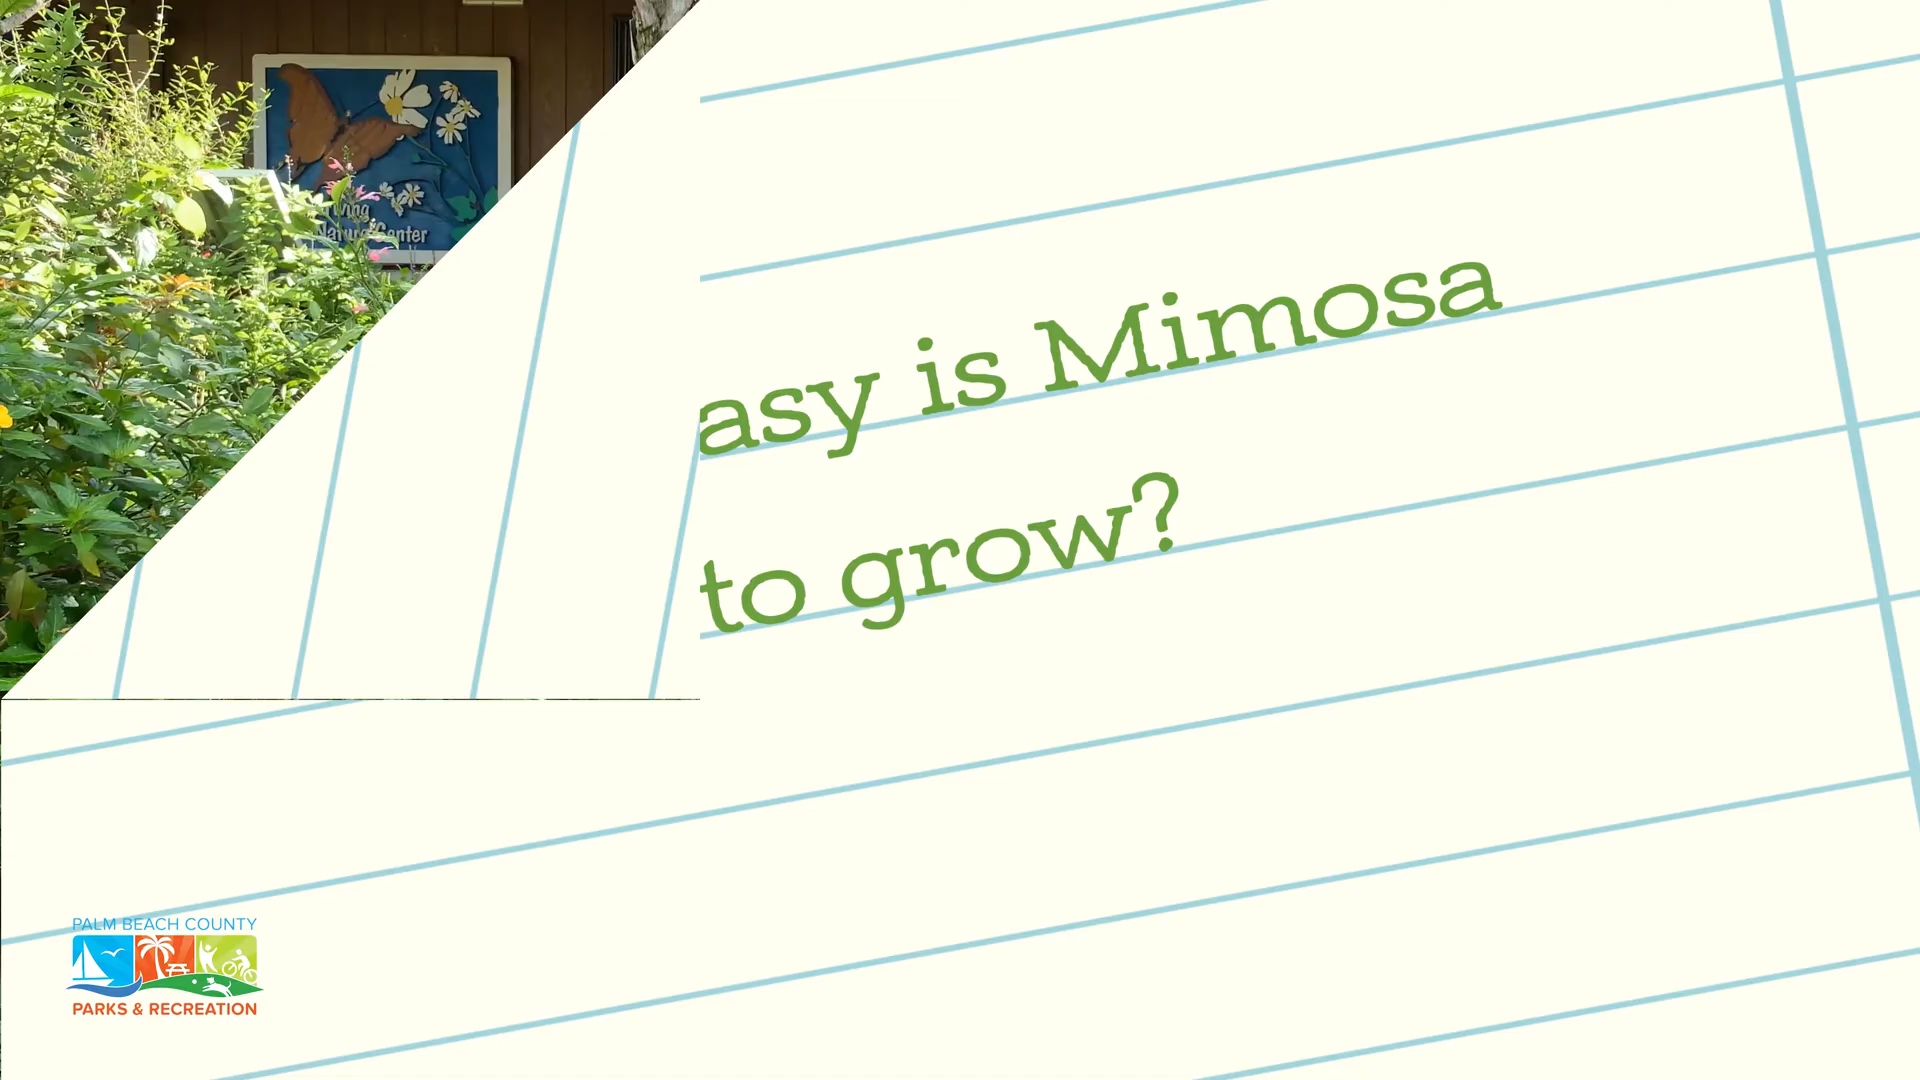 Nature Center
asy is Mimosa
to grow?
PALM BEACH COUNTY
PARKS & RECREATION